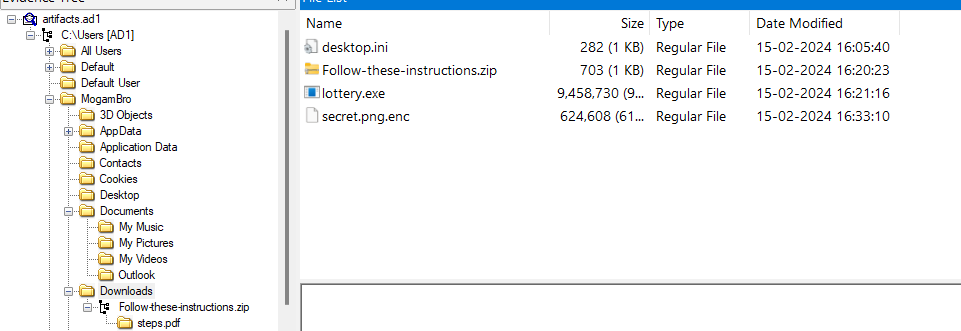 Evidence Tree
artifacts.ad1
C:\Users [AD1]
All Users
Default
Default User
MogamBro
3D Objects
AppData
Application Data
Contacts
Cookies
Desktop
Documents
My Music
My Pictures
My Videos
Outlook
Downloads
Follow-these-instructions.zip
steps.pdf
File List
Name Size Type Date Modified
desktop.ini 282 (1 KB) Regular File 15-02-2024 16:05:40
Follow-these-instructions.zip 703 (1 KB) Regular File 15-02-2024 16:20:23
lottery.exe 9,458,730 (9... Regular File 15-02-2024 16:21:16
secret.png.enc 624,608 (61... Regular File 15-02-2024 16:33:10